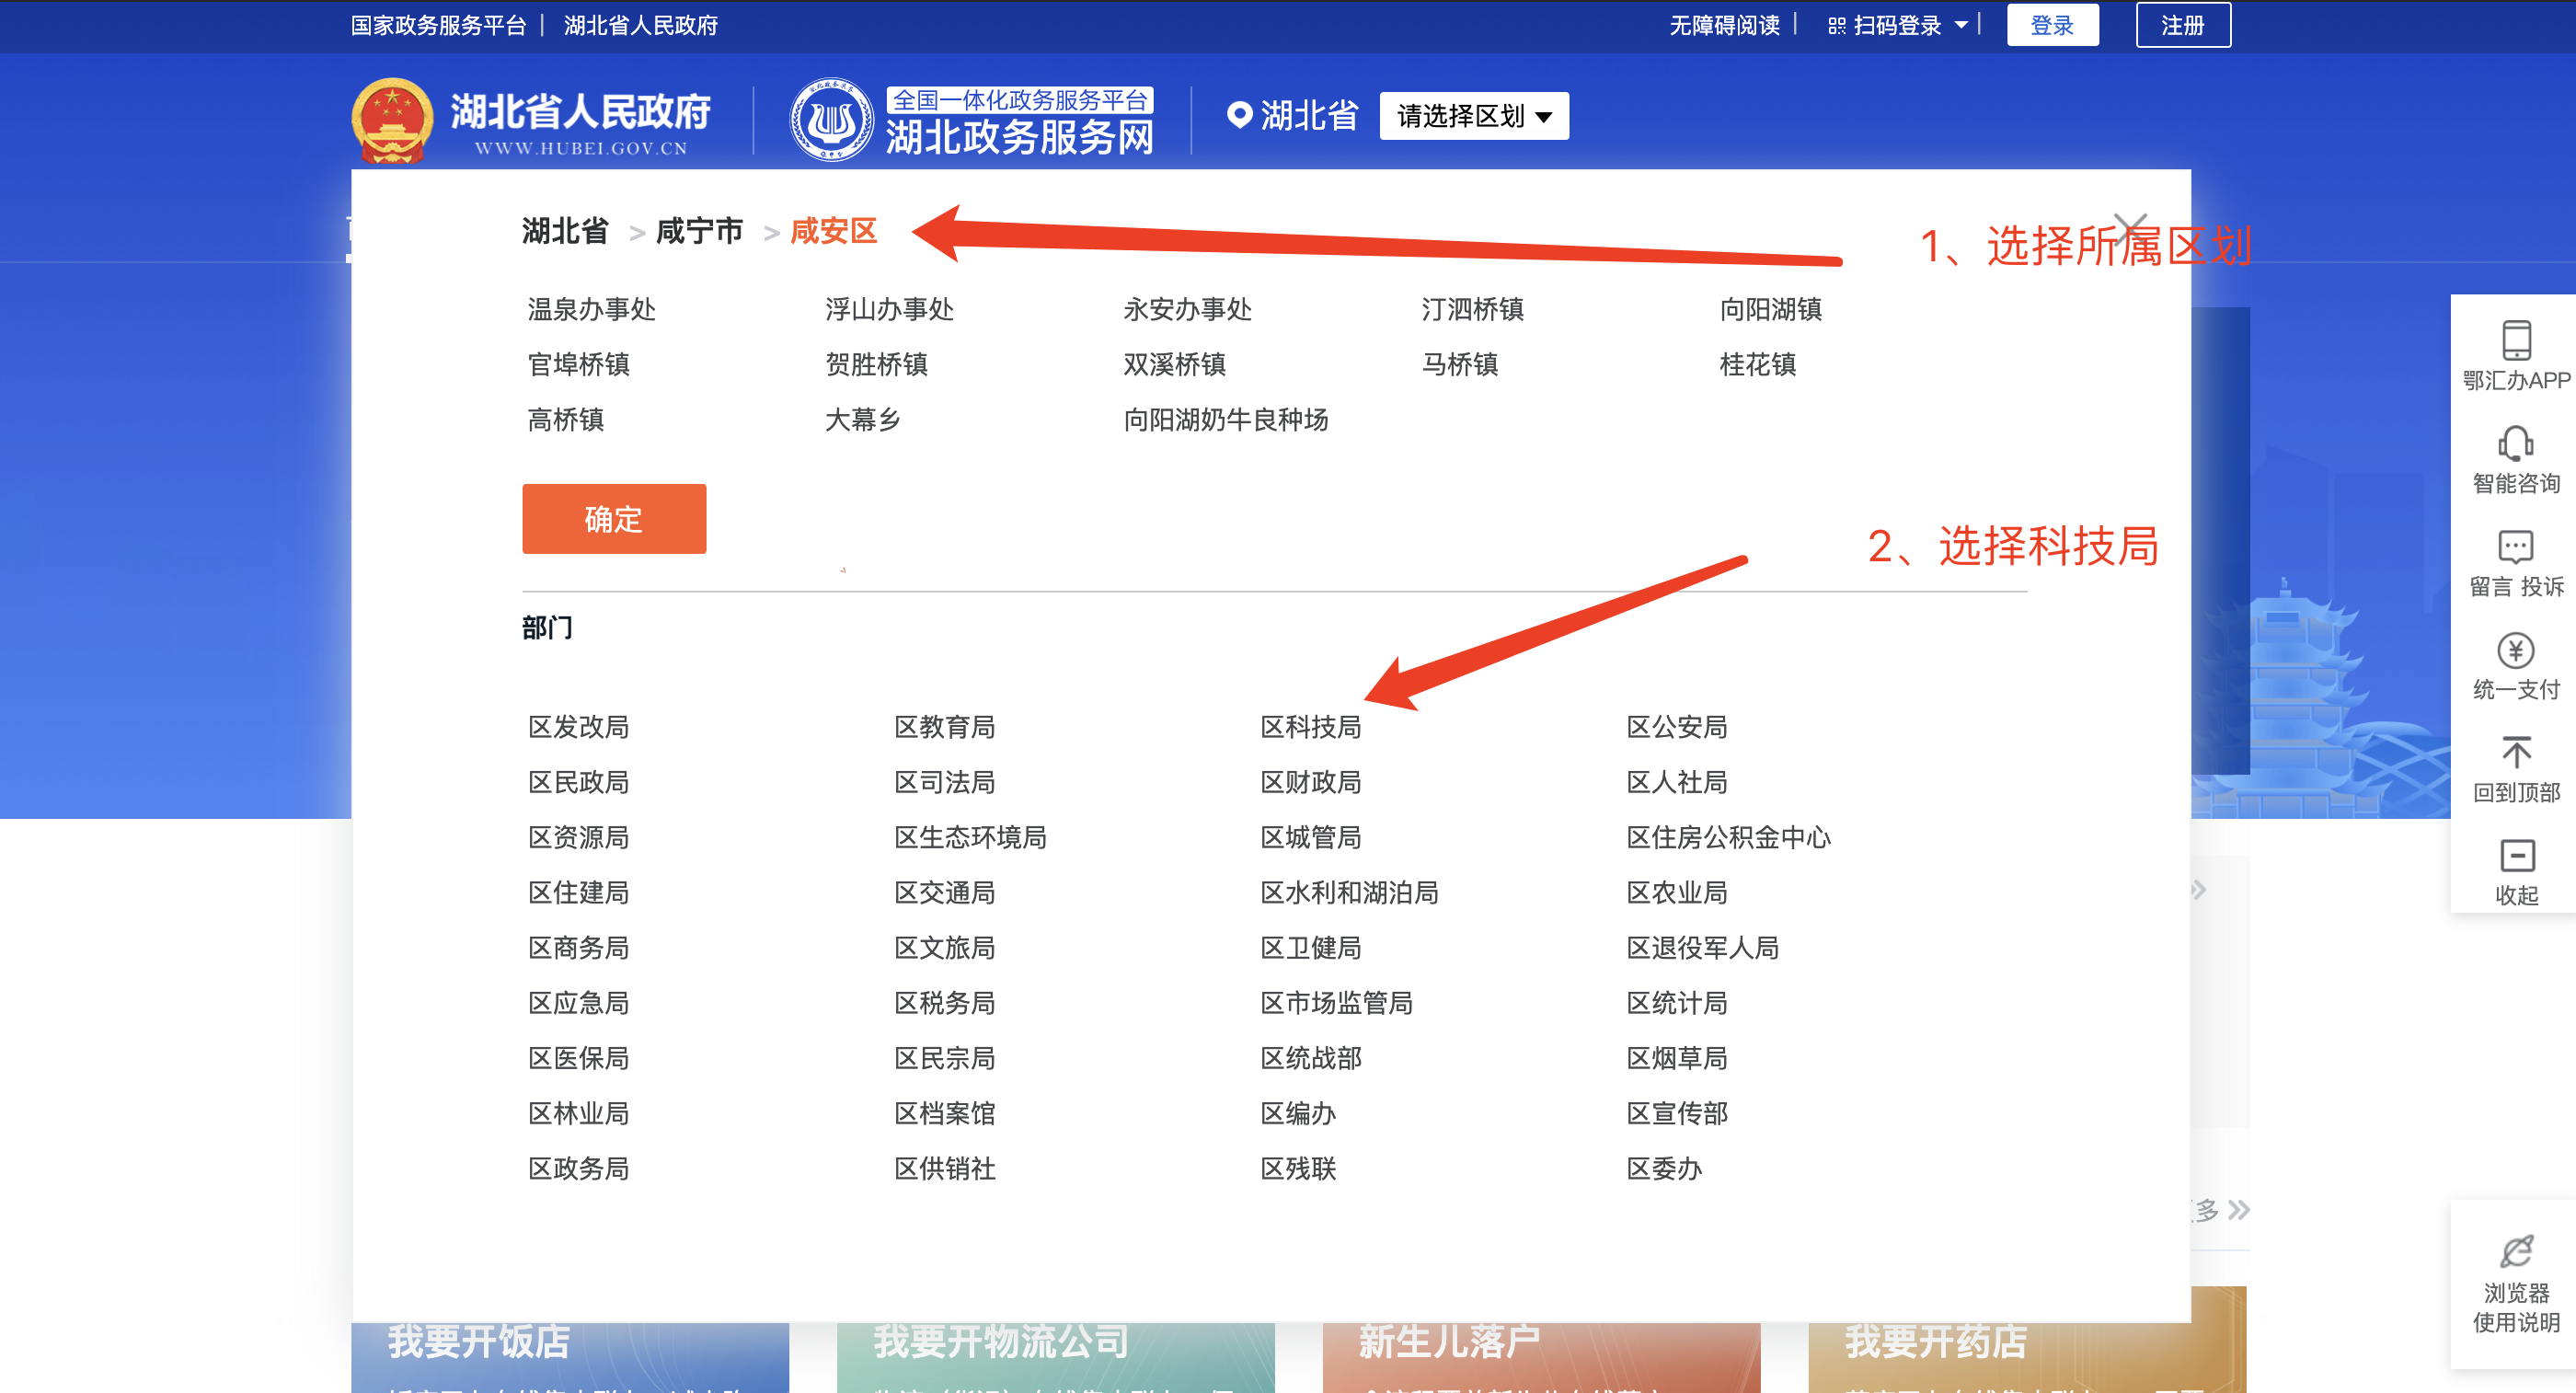 国家政务服务平台 | 湖北省人民政府
无障碍阅读 | 扫码登录 | 登录 注册
湖北省人民政府
WWW.HUBEI.GOV.CN
全国一体化政务服务平台
湖北政务服务网
湖北省 请选择区划
湖北省 > 咸宁市 > 咸安区
1、选择所属区划
温泉办事处 浮山办事处 永安办事处 汀泗桥镇 向阳湖镇
官埠桥镇 贺胜桥镇 双溪桥镇 马桥镇 桂花镇
高桥镇 大幕乡 向阳湖奶牛良种场
确定
2、选择科技局
部门
区发改局 区教育局 区科技局 区公安局
区民政局 区司法局 区财政局 区人社局
区资源局 区生态环境局 区城管局 区住房公积金中心
区住建局 区交通局 区水利和湖泊局 区农业局
区商务局 区文旅局 区卫健局 区退役军人局
区应急局 区税务局 区市场监管局 区统计局
区医保局 区民宗局 区统战部 区烟草局
区林业局 区档案馆 区编办 区宣传部
区政务局 区供销社 区残联 区委办
多
我要开饭店 我要开物流公司 新生儿落户 我要开药店
鄂汇办APP
智能咨询
留言 投诉
统一支付
回到顶部
收起
浏览器
使用说明